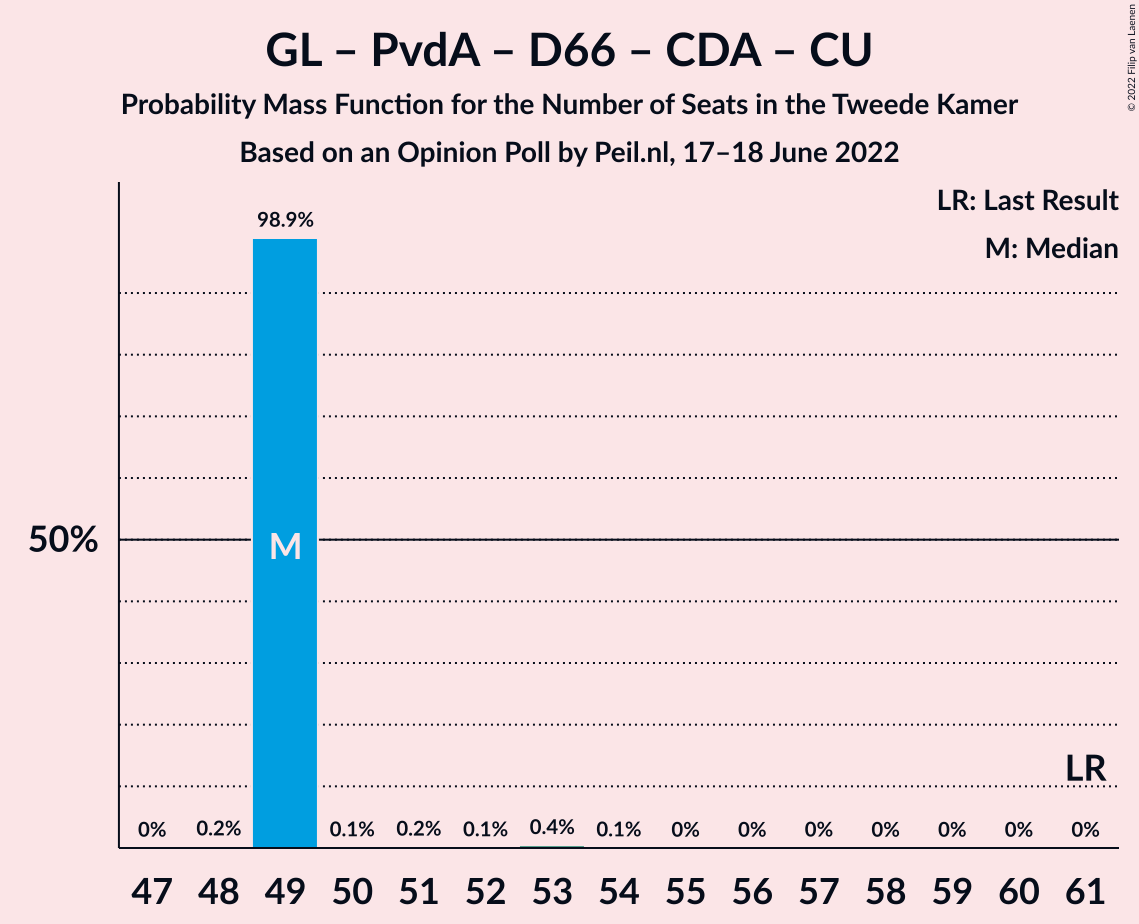 GL – PvdA – D66 – CDA – CU
Probability Mass Function for the Number of Seats in the Tweede Kamer
Based on an Opinion Poll by Peil.nl, 17–18 June 2022
© 2022 Filip van Laenen
LR: Last Result
M: Median
98.9%
50%
M
LR
0% 0.2% 0.1% 0.2% 0.1% 0.4% 0.1% 0% 0% 0% 0% 0% 0% 0%
47 48 49 50 51 52 53 54 55 56 57 58 59 60 61